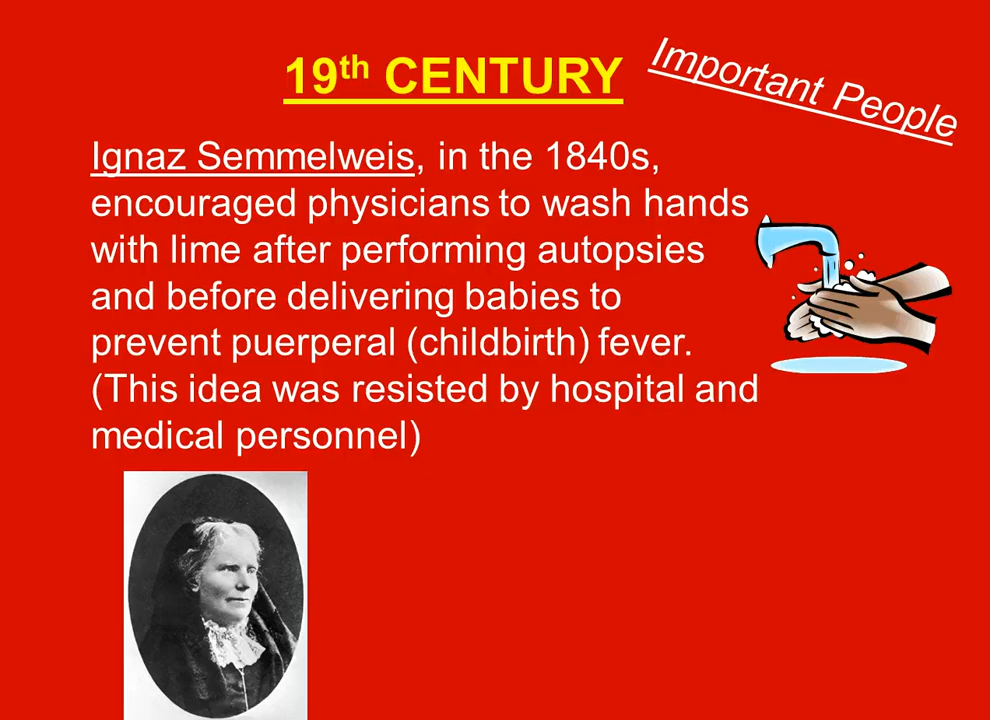 19th CENTURY
Important People
Ignaz Semmelweis, in the 1840s,
encouraged physicians to wash hands
with lime after performing autopsies
and before delivering babies to
prevent puerperal (childbirth) fever.
(This idea was resisted by hospital and
medical personnel)